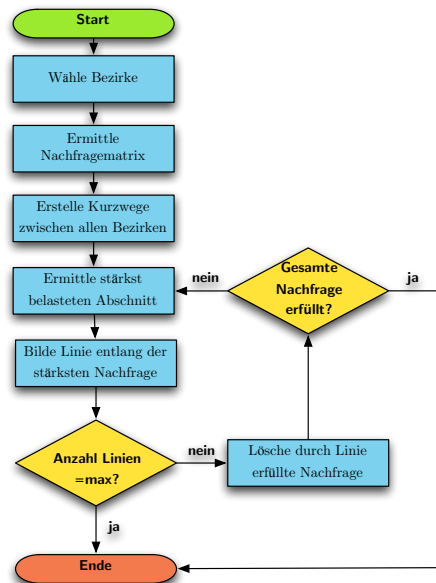 Start
Wähle Bezirke
Ermittle
Nachfragematrix
Erstelle Kurzwege
zwischen allen Bezirken
Ermittle stärkst
belasteten Abschnitt
nein
Gesamte
Nachfrage
erfüllt?
ja
Bilde Linie entlang der
stärksten Nachfrage
Anzahl Linien
=max?
nein
Lösche durch Linie
erfüllte Nachfrage
ja
Ende